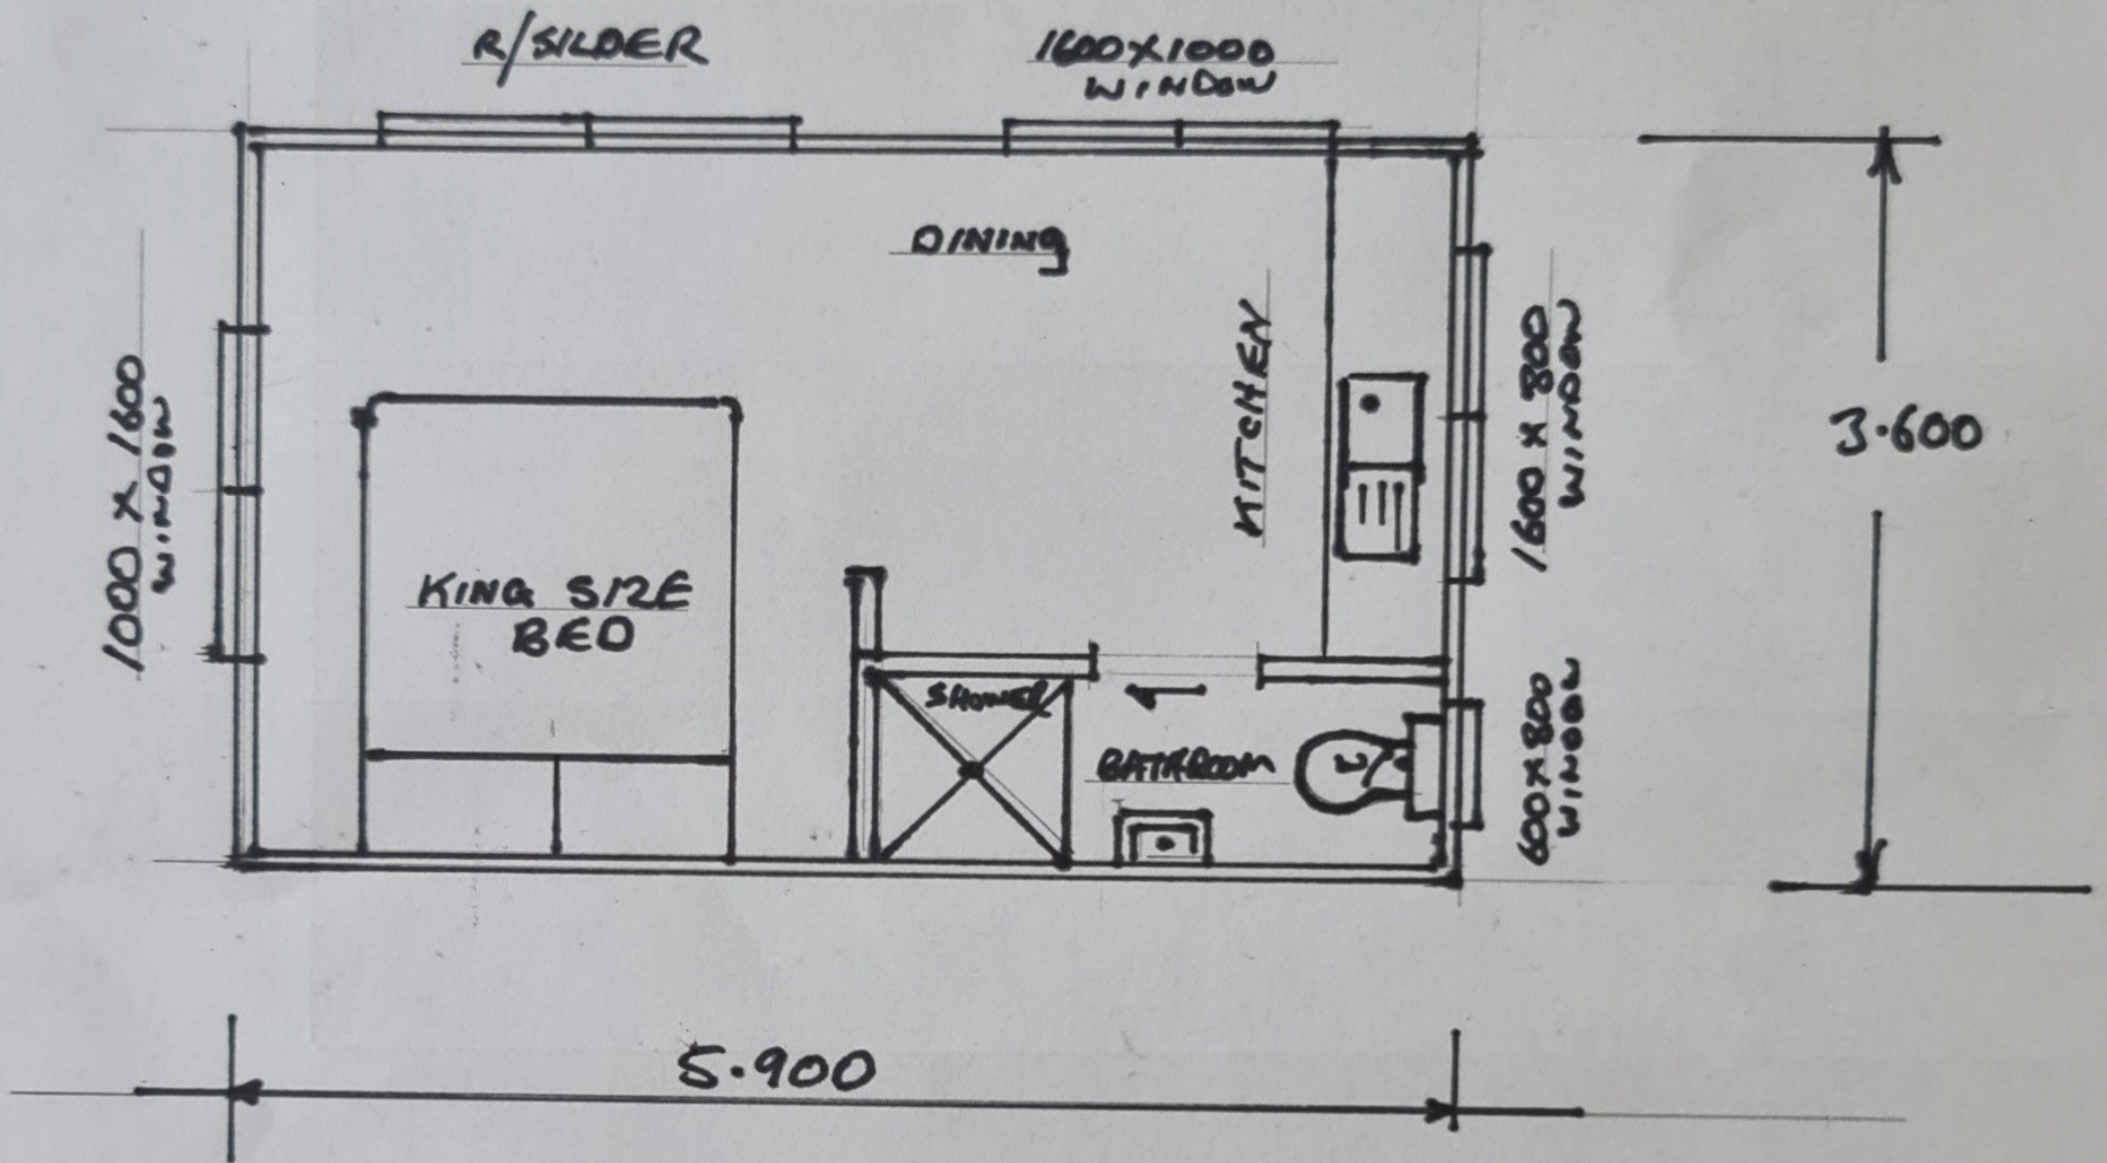 R/SILDER
1600X1000
WINDOW
DINING
KITCHEN
1000 X 1600
WINDOW
1600 X 800
WINDOW
3.600
KING SIZE
BED
SHOWER
BATHROOM
600X800
WINDOW
5.900